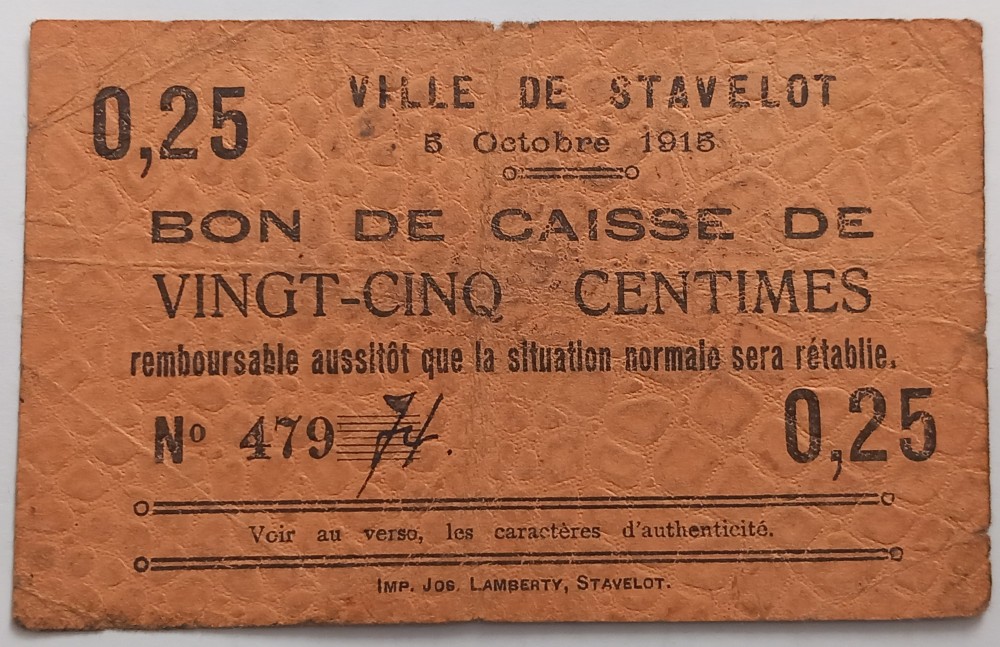 0,25
VILLE DE STAVELOT
5 Octobre 1915
BON DE CAISSE DE
VINGT-CINQ CENTIMES
remboursable aussitôt que la situation normale sera rétablie.
Nº 479
0,25
Voir au verso, les caractères d'authenticité.
IMP. JOS. LAMBERTY, STAVELOT.